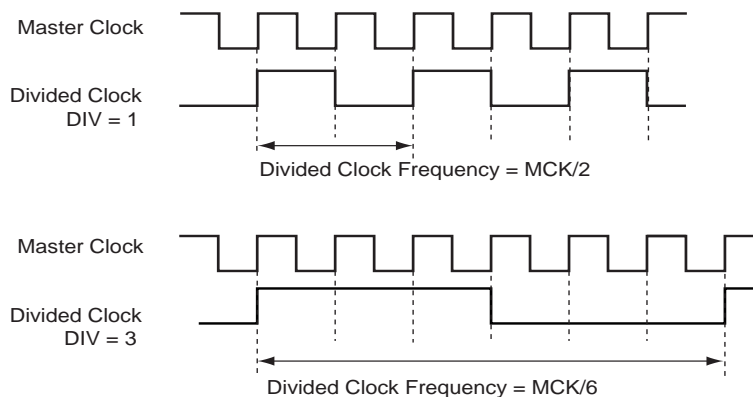 Master Clock
Divided Clock
DIV = 1
Divided Clock Frequency = MCK/2
Master Clock
Divided Clock
DIV = 3
Divided Clock Frequency = MCK/6